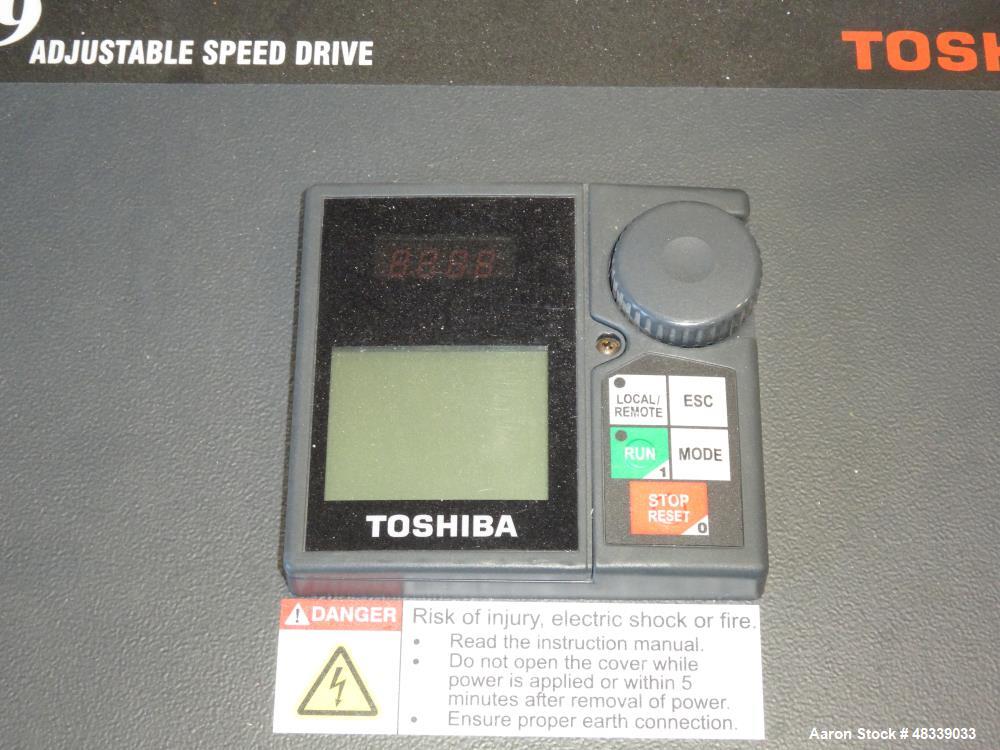 9
ADJUSTABLE SPEED DRIVE
TOSH
8888
LOCAL/
REMOTE
ESC
RUN
1
MODE
STOP
RESET
0
TOSHIBA
DANGER
Risk of injury, electric shock or fire.
• Read the instruction manual.
• Do not open the cover while
power is applied or within 5
minutes after removal of power.
• Ensure proper earth connection.
Aaron Stock # 48339033